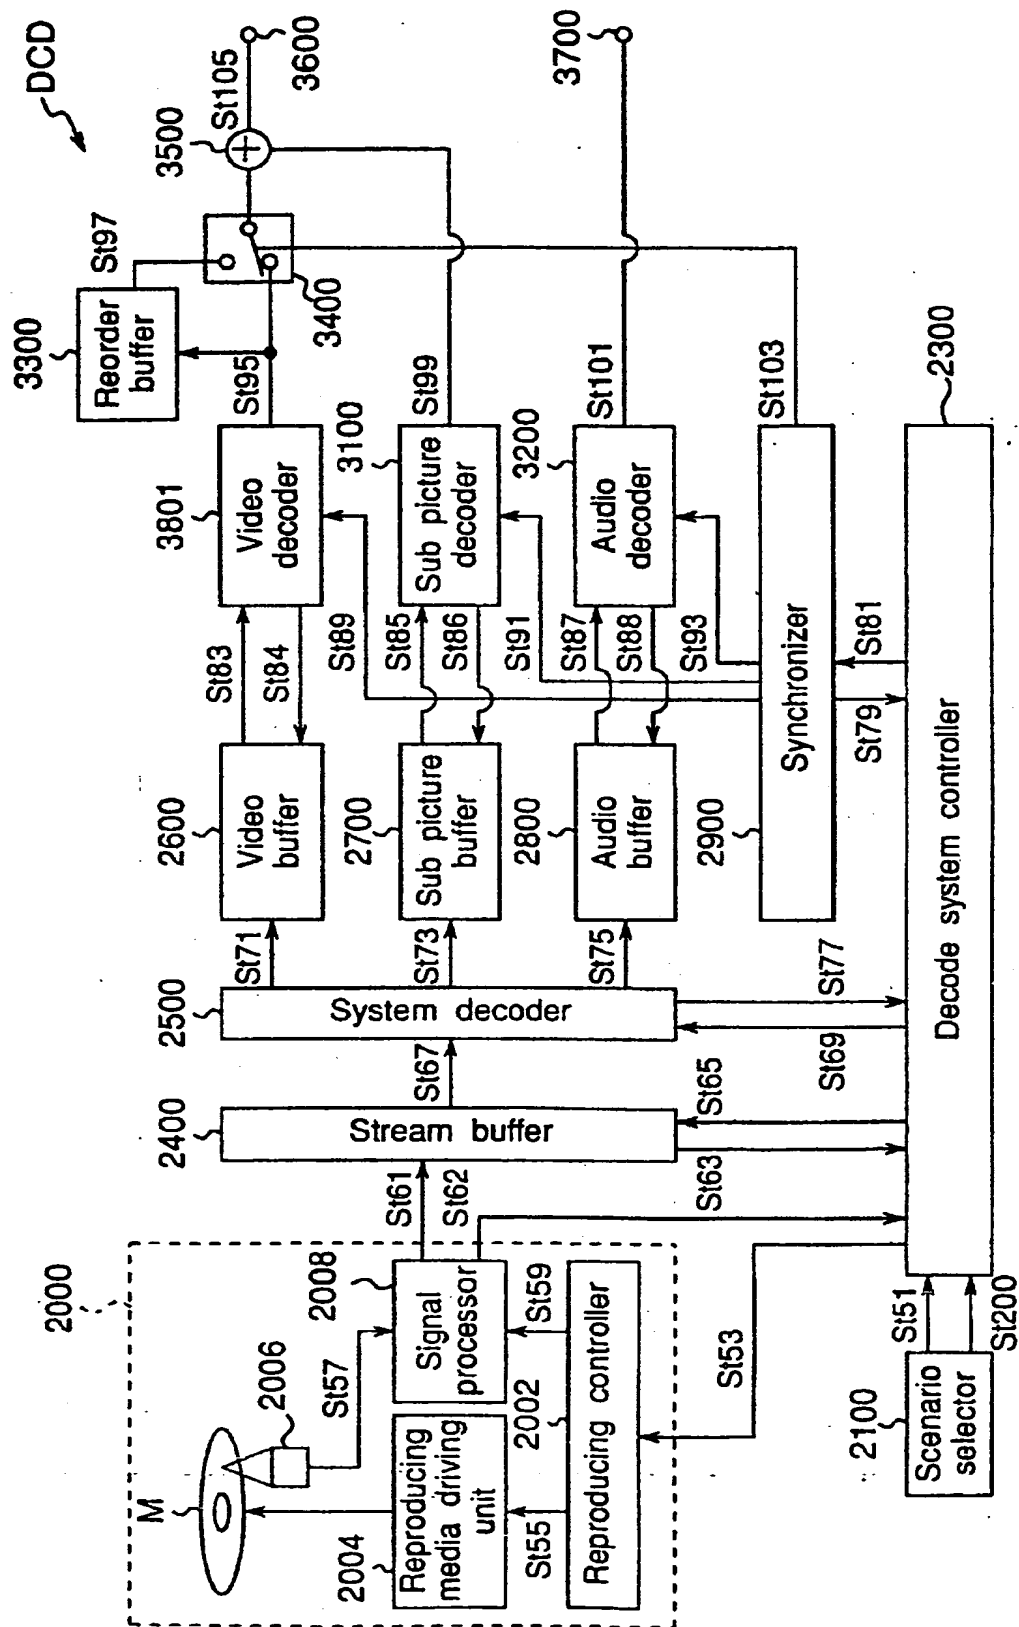 DCD
3300
Reorder
buffer
St97
3500
St105
3600
3400
3700
3801
Video
decoder
St95
3100
Sub picture
decoder
St99
3200
Audio
decoder
St101
St103
2300
St83
St84
St89
St85
St86
St91
St87
St88
St93
St81
St79
2600
Video
buffer
2700
Sub picture
buffer
2800
Audio
buffer
2900
Synchronizer
Decode system controller
St71
St73
St75
St77
2500
System decoder
St69
St67
St65
2400
Stream buffer
St61
St62
St63
2000
2008
Signal
processor
St59
St57
2006
2002
Reproducing controller
St53
M
2004
Reproducing
media driving
unit
St55
St51
St200
2100
Scenario
selector